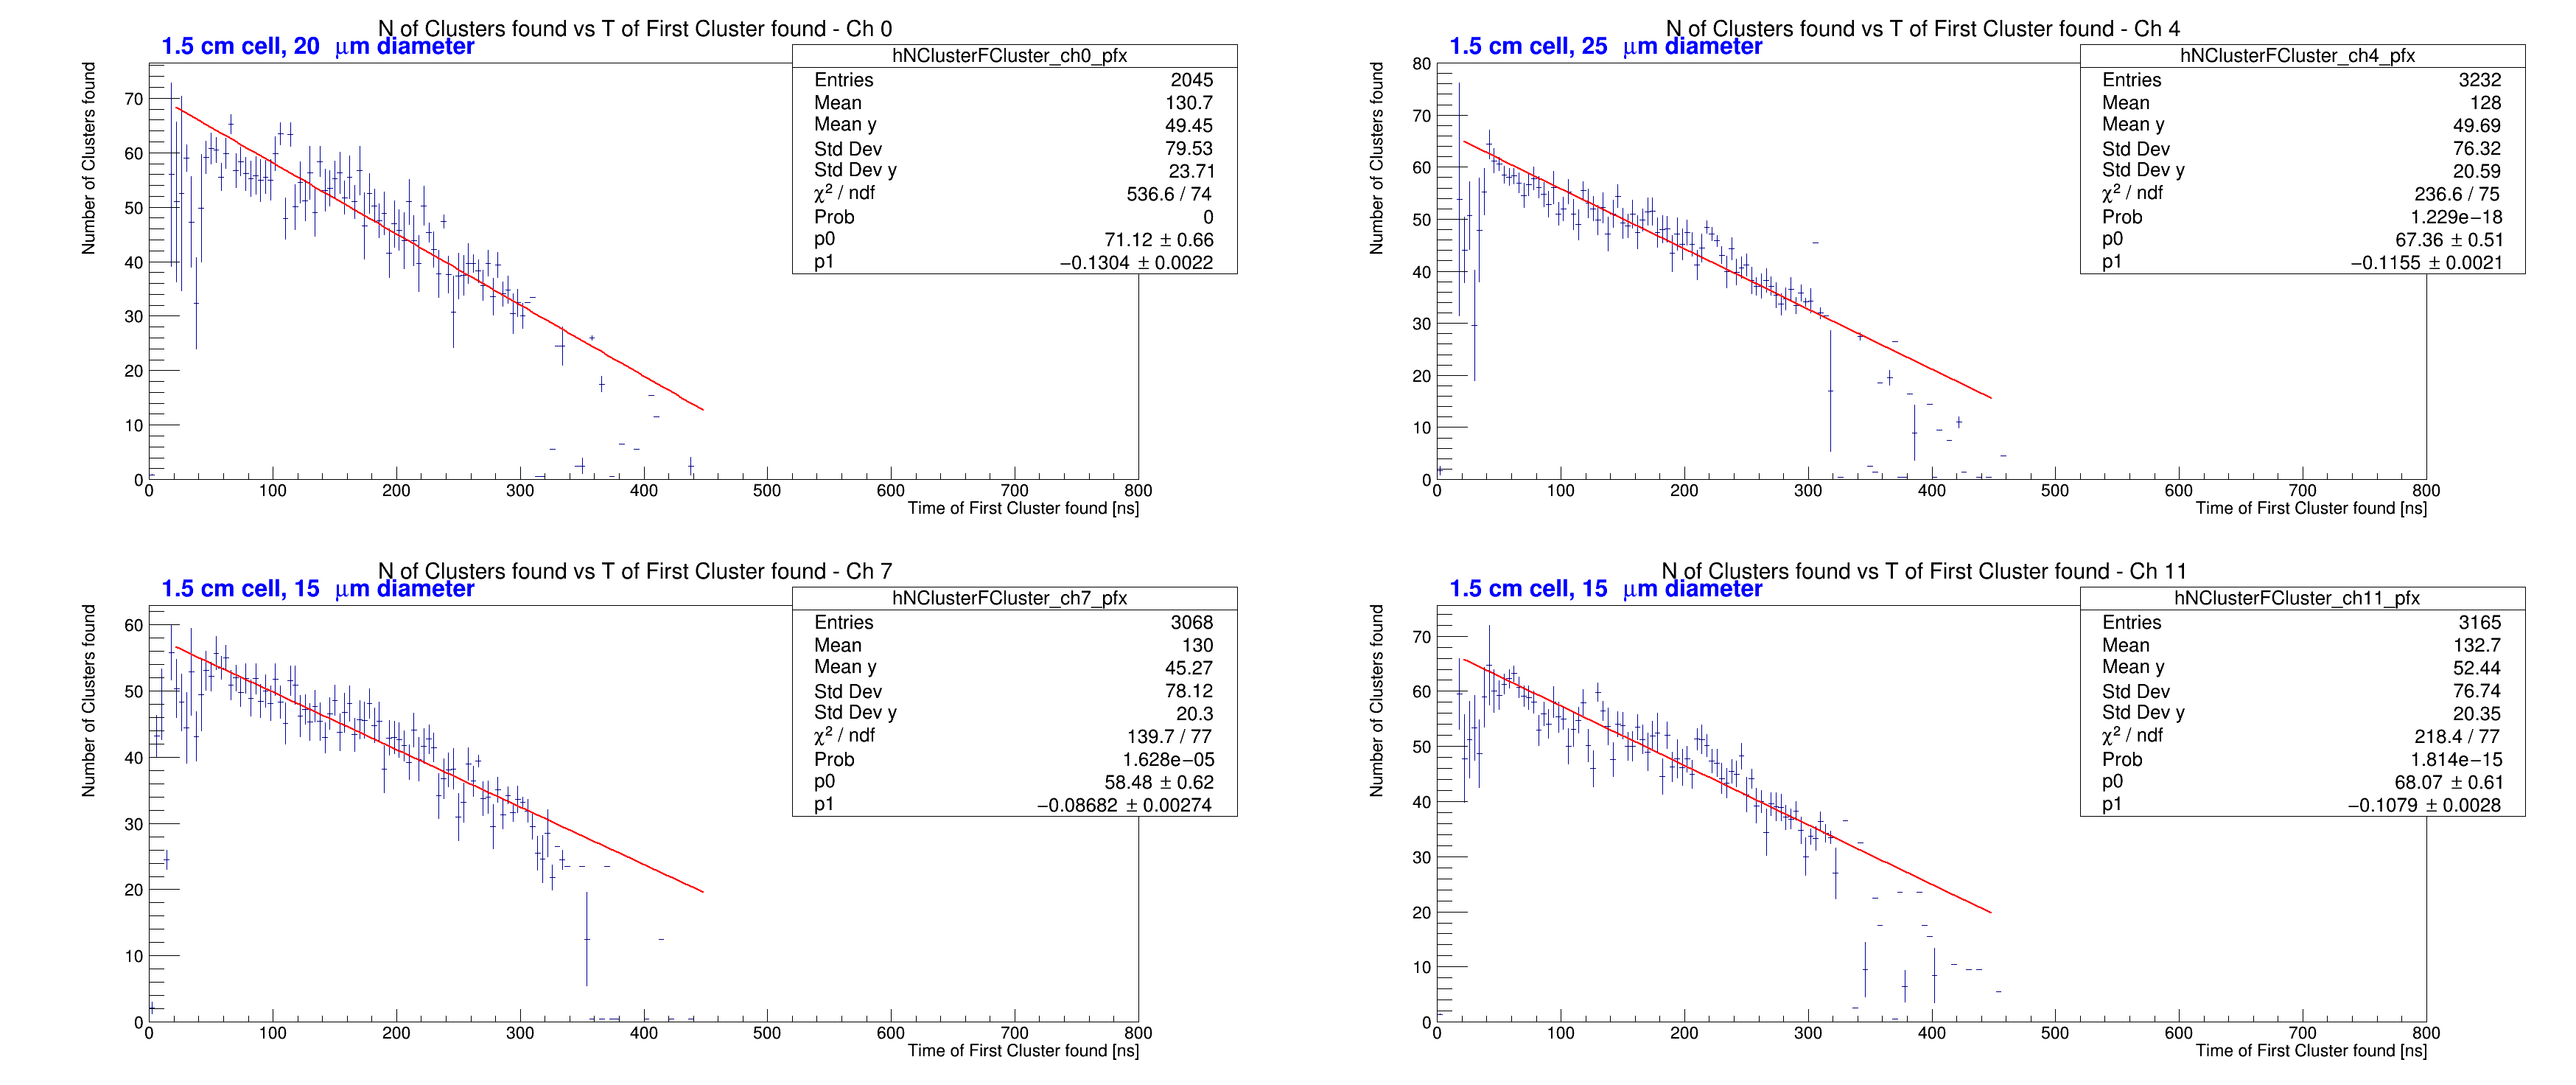 N of Clusters found vs T of First Cluster found - Ch 0
1.5 cm cell, 20 μm diameter
hNClusterFCluster_ch0_pfx
Entries 2045
Mean 130.7
Mean y 49.45
Std Dev 79.53
Std Dev y 23.71
χ² / ndf 536.6 / 74
Prob 0
p0 71.12 ± 0.66
p1 −0.1304 ± 0.0022
Number of Clusters found
70
60
50
40
30
20
10
0
0 100 200 300 400 500 600 700 800
Time of First Cluster found [ns]
N of Clusters found vs T of First Cluster found - Ch 4
1.5 cm cell, 25 μm diameter
hNClusterFCluster_ch4_pfx
Entries 3232
Mean 128
Mean y 49.69
Std Dev 76.32
Std Dev y 20.59
χ² / ndf 236.6 / 75
Prob 1.229e−18
p0 67.36 ± 0.51
p1 −0.1155 ± 0.0021
Number of Clusters found
80
70
60
50
40
30
20
10
0
0 100 200 300 400 500 600 700 800
Time of First Cluster found [ns]
N of Clusters found vs T of First Cluster found - Ch 7
1.5 cm cell, 15 μm diameter
hNClusterFCluster_ch7_pfx
Entries 3068
Mean 130
Mean y 45.27
Std Dev 78.12
Std Dev y 20.3
χ² / ndf 139.7 / 77
Prob 1.628e−05
p0 58.48 ± 0.62
p1 −0.08682 ± 0.00274
Number of Clusters found
60
50
40
30
20
10
0
0 100 200 300 400 500 600 700 800
Time of First Cluster found [ns]
N of Clusters found vs T of First Cluster found - Ch 11
1.5 cm cell, 15 μm diameter
hNClusterFCluster_ch11_pfx
Entries 3165
Mean 132.7
Mean y 52.44
Std Dev 76.74
Std Dev y 20.35
χ² / ndf 218.4 / 77
Prob 1.814e−15
p0 68.07 ± 0.61
p1 −0.1079 ± 0.0028
Number of Clusters found
70
60
50
40
30
20
10
0
0 100 200 300 400 500 600 700 800
Time of First Cluster found [ns]